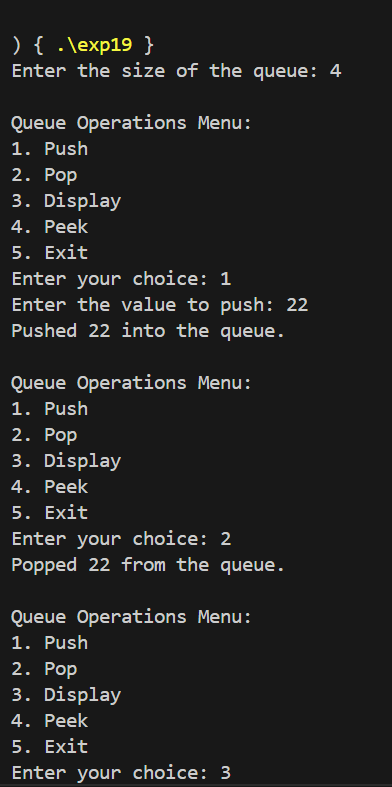 ) { .\exp19 }
Enter the size of the queue: 4
Queue Operations Menu:
1. Push
2. Pop
3. Display
4. Peek
5. Exit
Enter your choice: 1
Enter the value to push: 22
Pushed 22 into the queue.
Queue Operations Menu:
1. Push
2. Pop
3. Display
4. Peek
5. Exit
Enter your choice: 2
Popped 22 from the queue.
Queue Operations Menu:
1. Push
2. Pop
3. Display
4. Peek
5. Exit
Enter your choice: 3